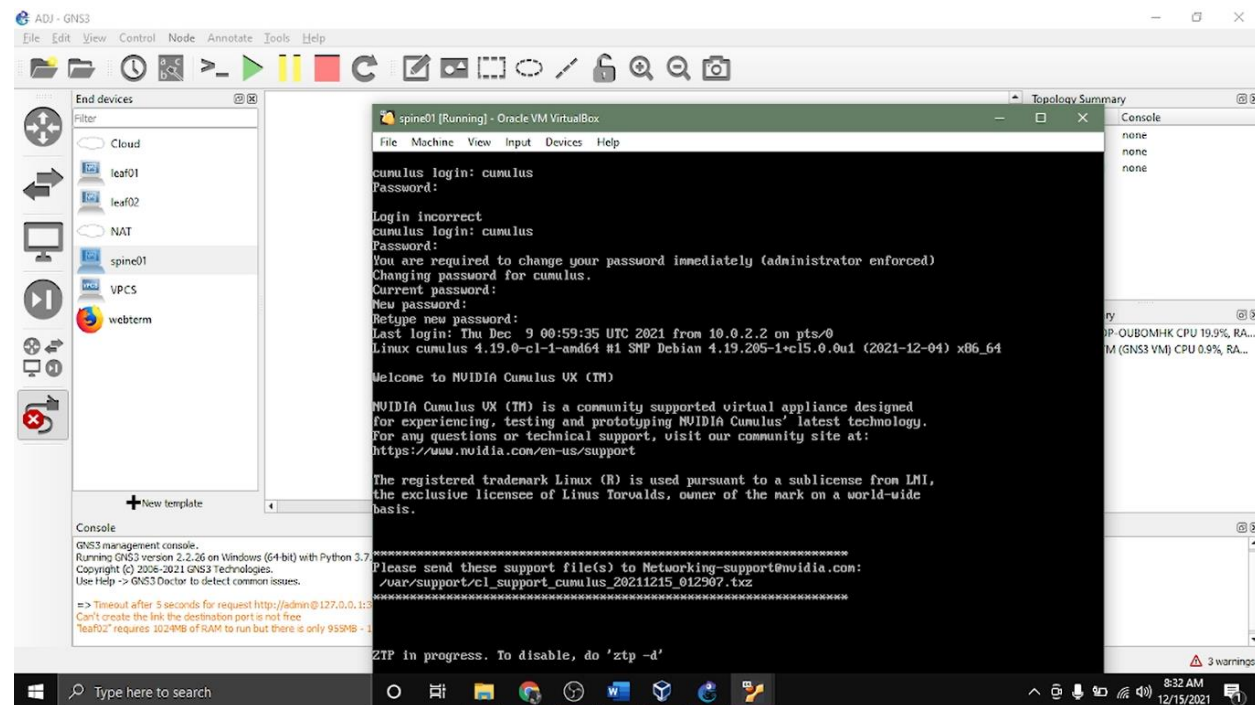 ADJ - GNS3
File Edit View Control Node Annotate Tools Help
End devices
Filter
Cloud
leaf01
leaf02
NAT
spine01
VPCS
webterm
New template
Console
GNS3 management console.
Running GNS3 version 2.2.26 on Windows (64-bit) with Python 3.7.
Copyright (c) 2006-2021 GNS3 Technologies.
Use Help -> GNS3 Doctor to detect common issues.
=> Timeout after 5 seconds for request http://admin@127.0.0.1:3
Can't create the link the destination port is not free
"leaf02" requires 1024MB of RAM to run but there is only 955MB - 1
spine01 [Running] - Oracle VM VirtualBox
File Machine View Input Devices Help
cumulus login: cumulus
Password:
Login incorrect
cumulus login: cumulus
Password:
You are required to change your password immediately (administrator enforced)
Changing password for cumulus.
Current password:
New password:
Retype new password:
Last login: Thu Dec 9 00:59:35 UTC 2021 from 10.0.2.2 on pts/0
Linux cumulus 4.19.0-cl-1-amd64 #1 SMP Debian 4.19.205-1+cl5.0.0u1 (2021-12-04) x86_64
Welcome to NVIDIA Cumulus VX (TM)
NVIDIA Cumulus VX (TM) is a community supported virtual appliance designed
for experiencing, testing and prototyping NVIDIA Cumulus' latest technology.
For any questions or technical support, visit our community site at:
https://www.nvidia.com/en-us/support
The registered trademark Linux (R) is used pursuant to a sublicense from LMI,
the exclusive licensee of Linus Torvalds, owner of the mark on a world-wide
basis.
Please send these support file(s) to Networking-support@nvidia.com:
/var/support/cl_support_cumulus_20211215_012907.txz
ZTP in progress. To disable, do 'ztp -d'
Topology Summary
Console
none
none
none
ry
OP-OUBOMHK CPU 19.9%, RA...
M (GNS3 VM) CPU 0.9%, RA...
3 warnings
Type here to search
8:32 AM
12/15/2021